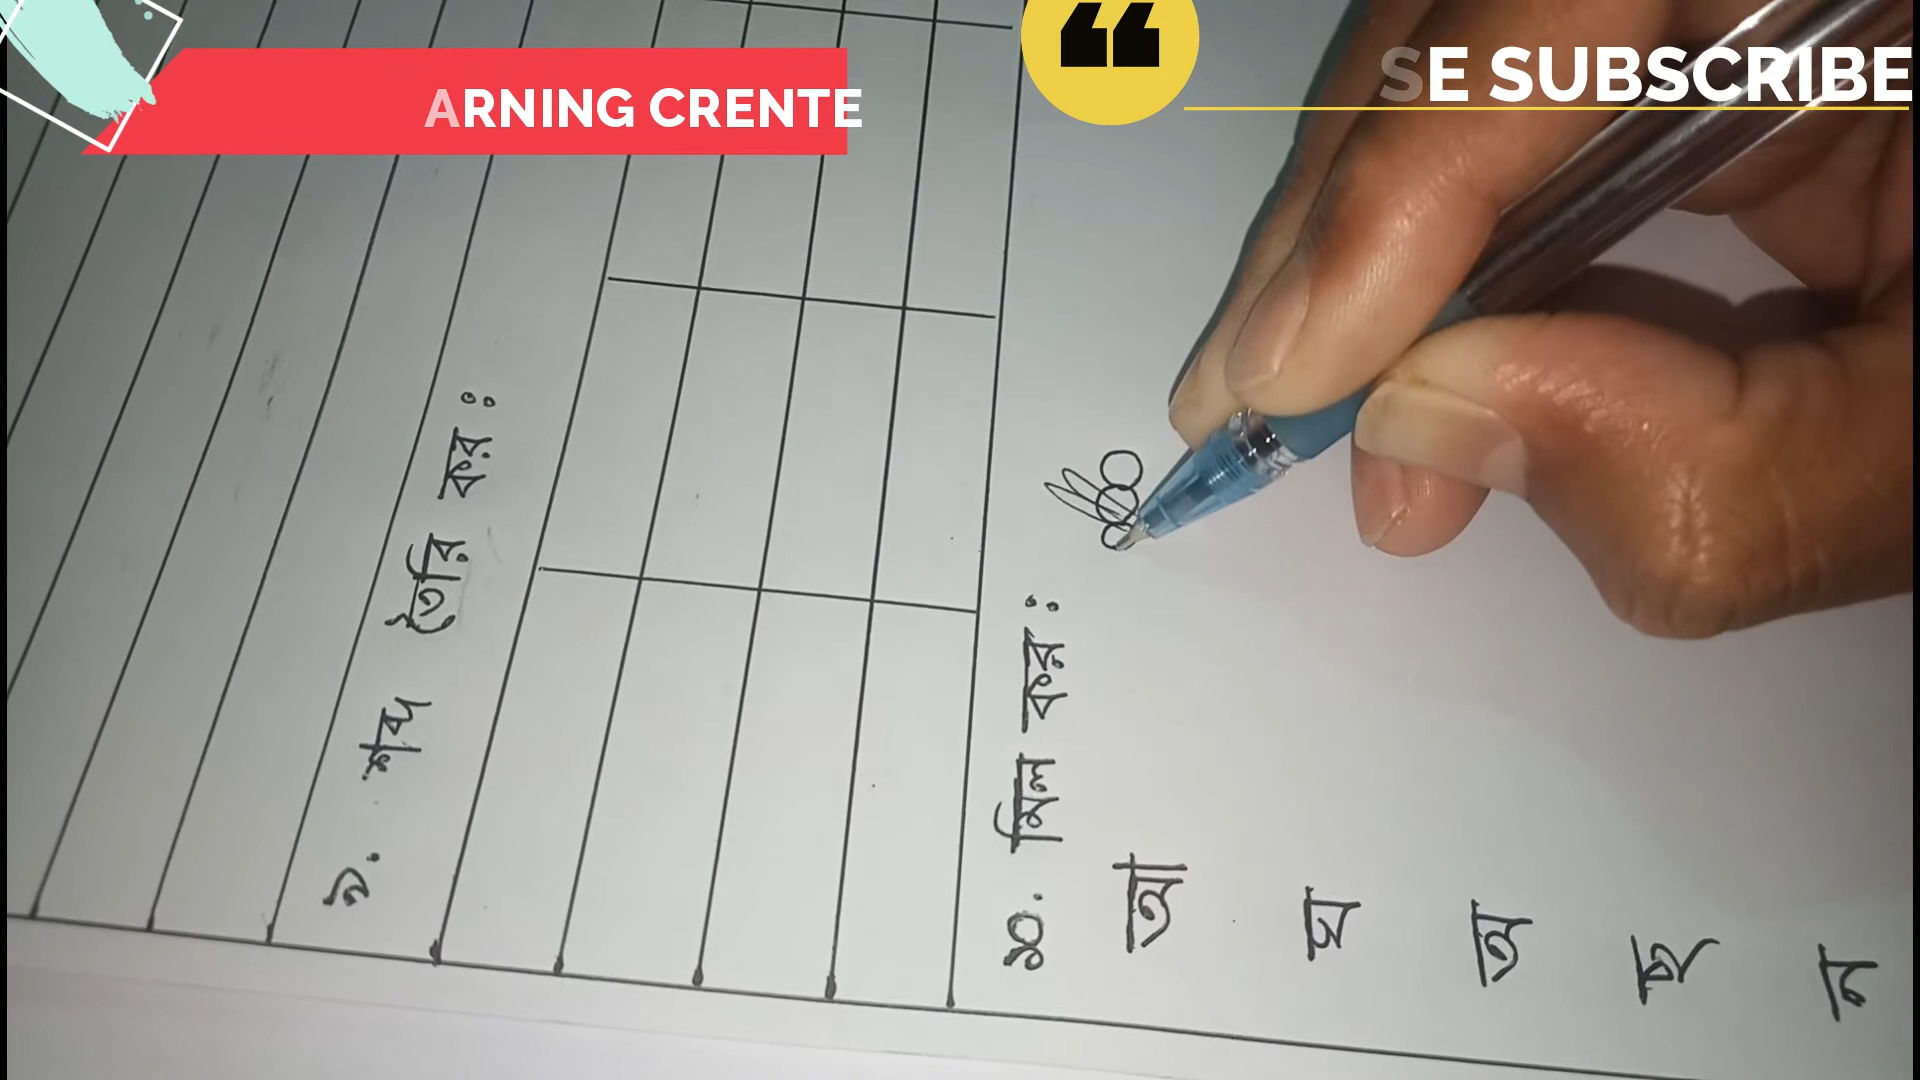 ARNING CRENTE
SE SUBSCRIBE
৯. শব্দ তৈরি কর :
১০. মিল কর :
আ
ঘ
অ
ন